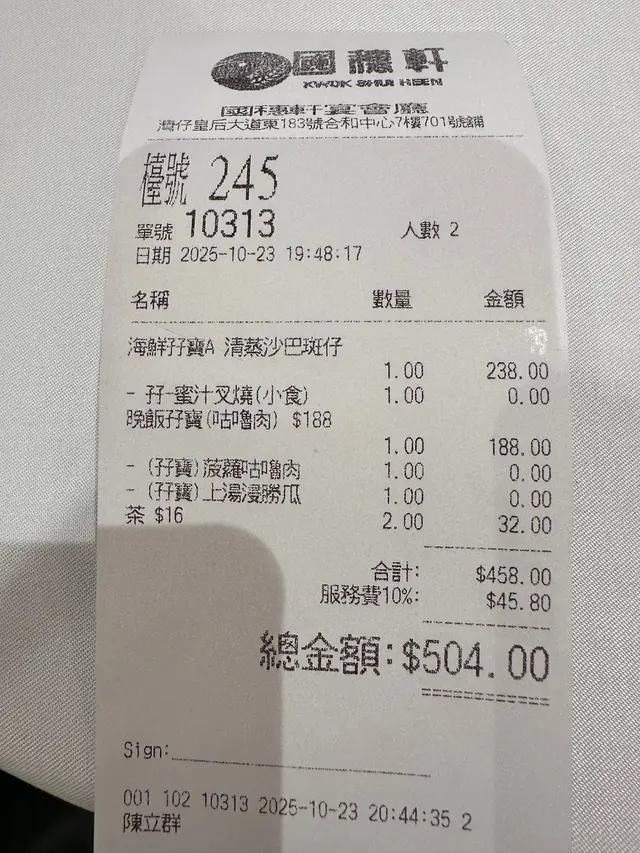 國穗軒
KWOK SHUI HEEN
國穗軒宴會廳
灣仔皇后大道東183號合和中心7樓701號舖
檯號 245
單號 10313 人數 2
日期 2025-10-23 19:48:17
名稱 數量 金額
海鮮孖寶A 清蒸沙巴斑仔
1.00 238.00
- 孖-蜜汁叉燒(小食) 1.00 0.00
晚飯孖寶(咕嚕肉) $188
1.00 188.00
- (孖寶)菠蘿咕嚕肉 1.00 0.00
- (孖寶)上湯浸勝瓜 1.00 0.00
茶 $16 2.00 32.00
合計: $458.00
服務費10%: $45.80
總金額: $504.00
Sign:
001 102 10313 2025-10-23 20:44:35 2
陳立群